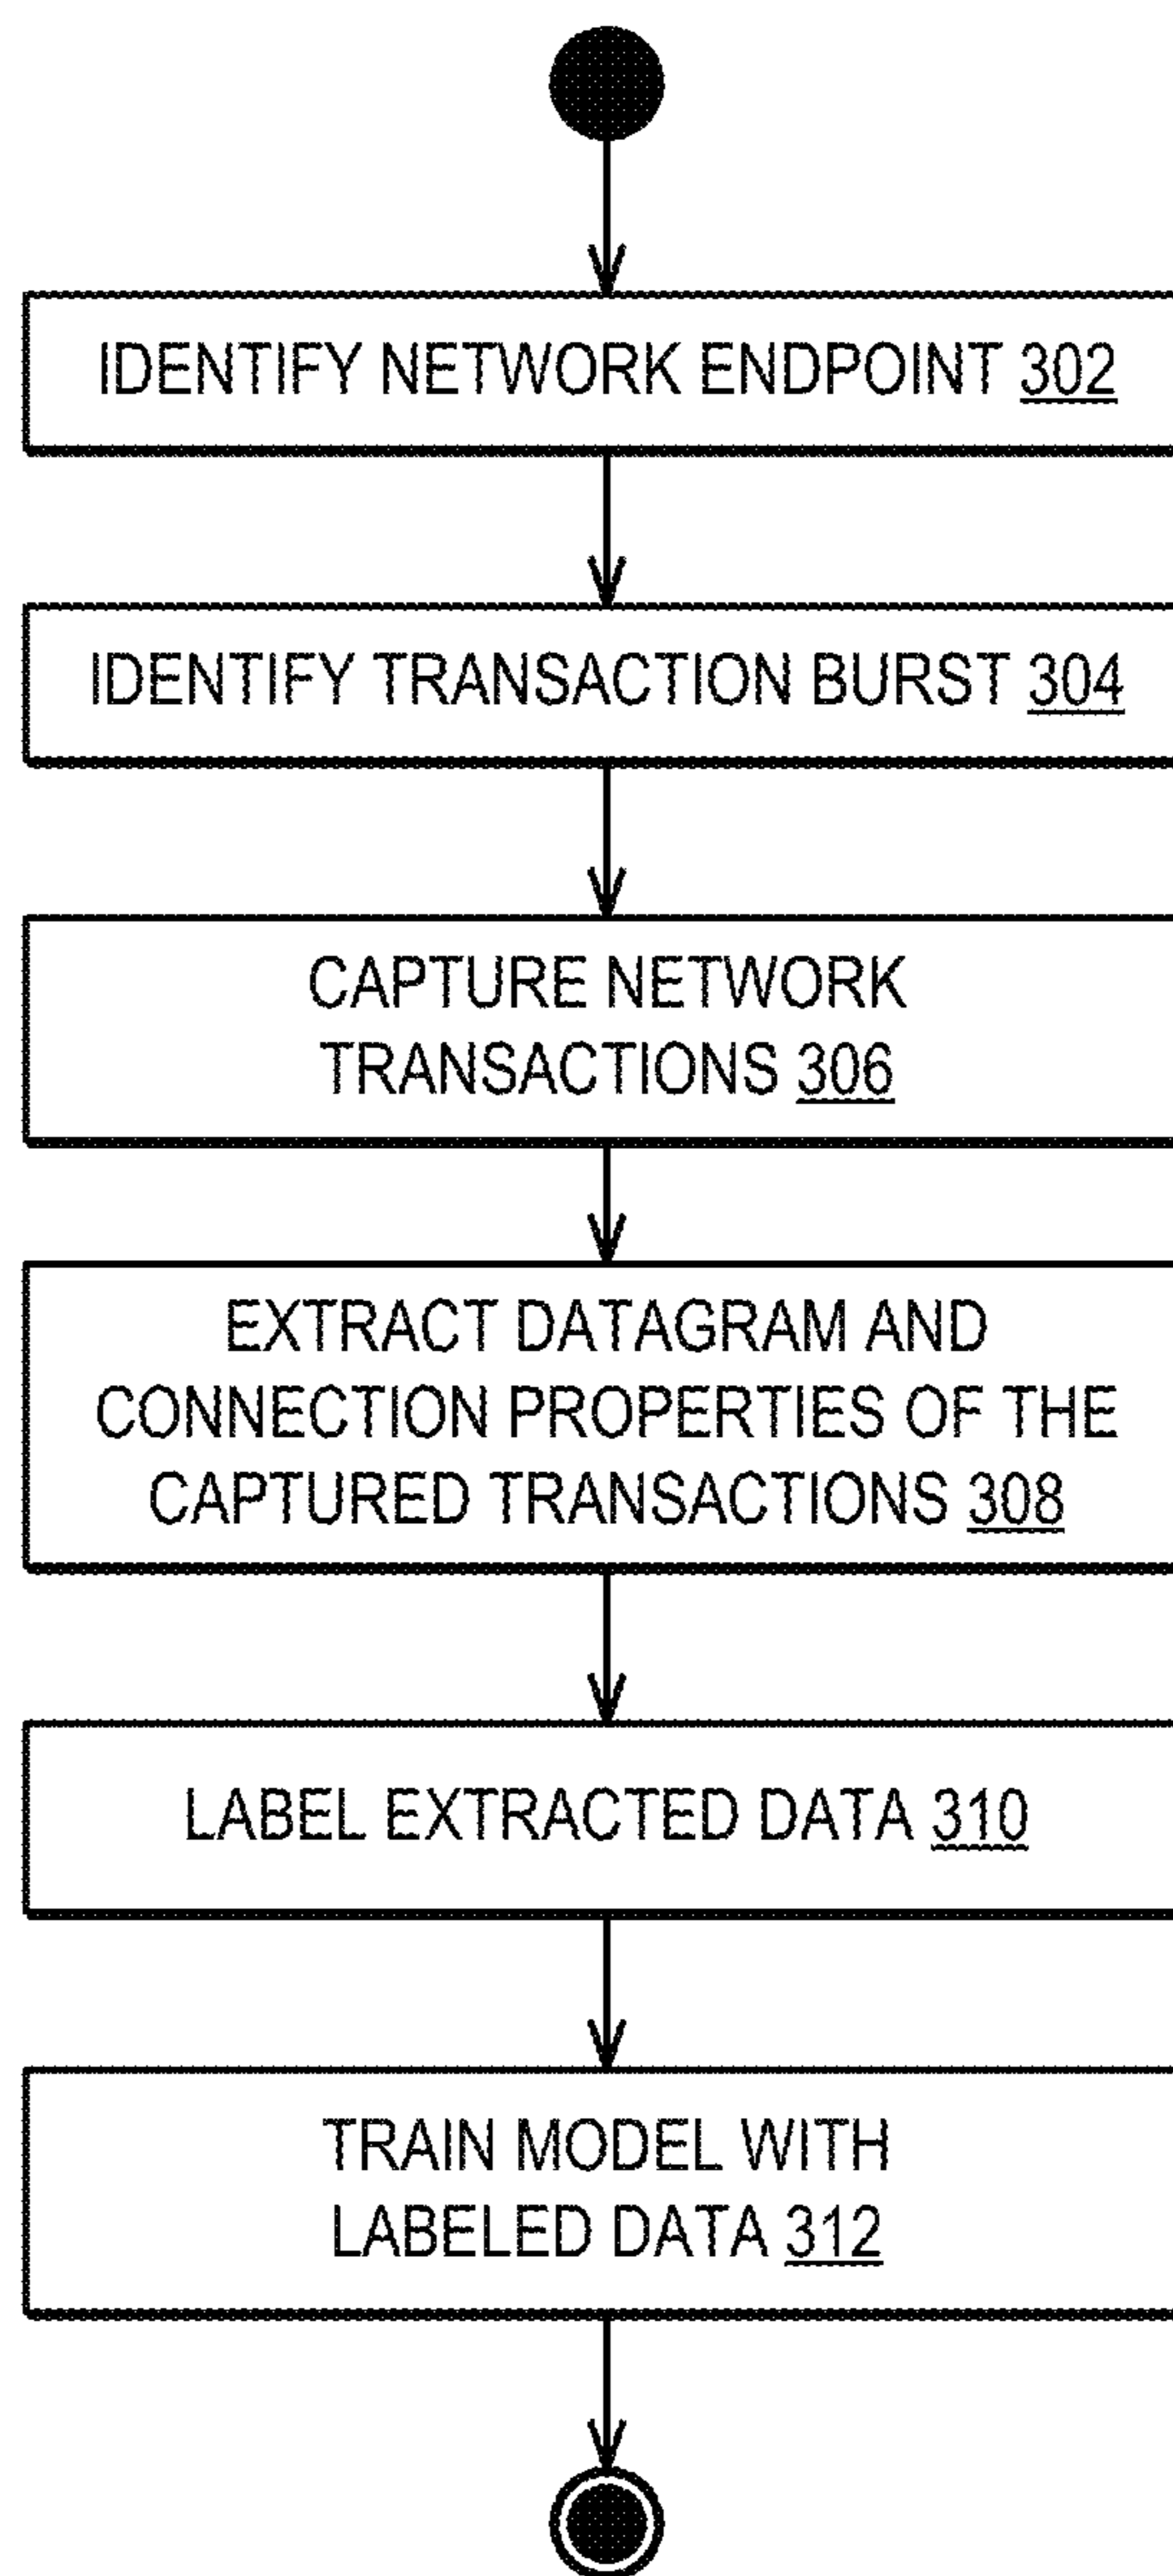 IDENTIFY NETWORK ENDPOINT 302
IDENTIFY TRANSACTION BURST 304
CAPTURE NETWORK
TRANSACTIONS 306
EXTRACT DATAGRAM AND
CONNECTION PROPERTIES OF THE
CAPTURED TRANSACTIONS 308
LABEL EXTRACTED DATA 310
TRAIN MODEL WITH
LABELED DATA 312